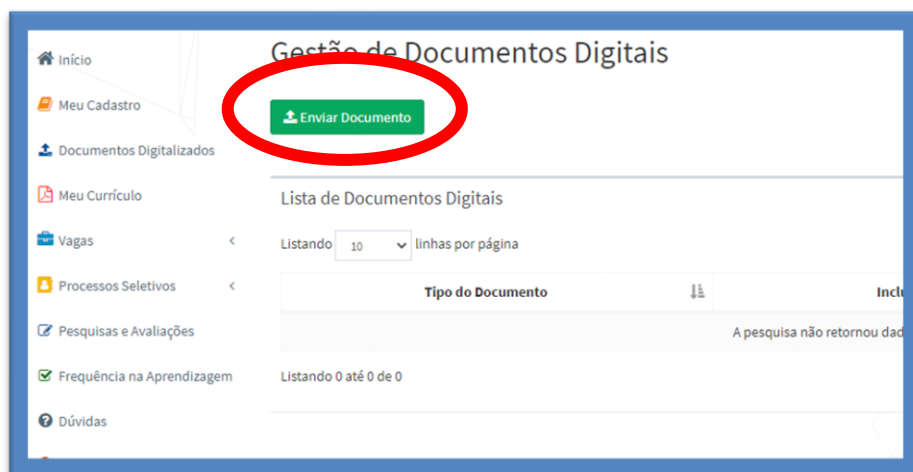 Início
Meu Cadastro
Documentos Digitalizados
Meu Currículo
Vagas
Processos Seletivos
Pesquisas e Avaliações
Frequência na Aprendizagem
Dúvidas
Gestão de Documentos Digitais
Enviar Documento
Lista de Documentos Digitais
Listando 10 linhas por página
Tipo do Documento Inclu
A pesquisa não retornou dad
Listando 0 até 0 de 0